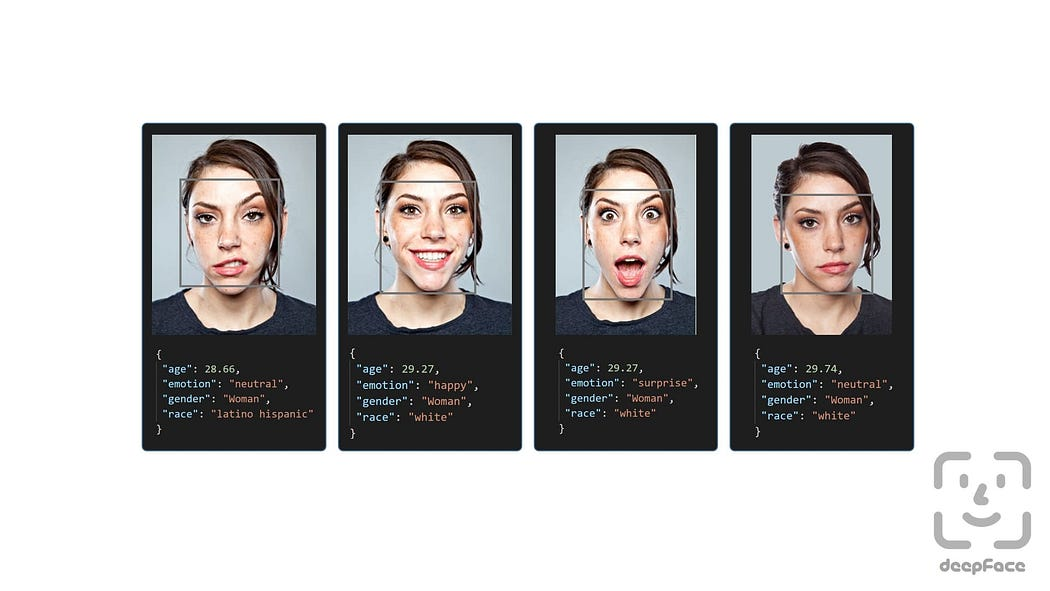 {
"age": 28.66,
"emotion": "neutral",
"gender": "Woman",
"race": "latino hispanic"
}
{
"age": 29.27,
"emotion": "happy",
"gender": "Woman",
"race": "white"
}
{
"age": 29.27,
"emotion": "surprise",
"gender": "Woman",
"race": "white"
}
{
"age": 29.74,
"emotion": "neutral",
"gender": "Woman",
"race": "white"
}
deepFace